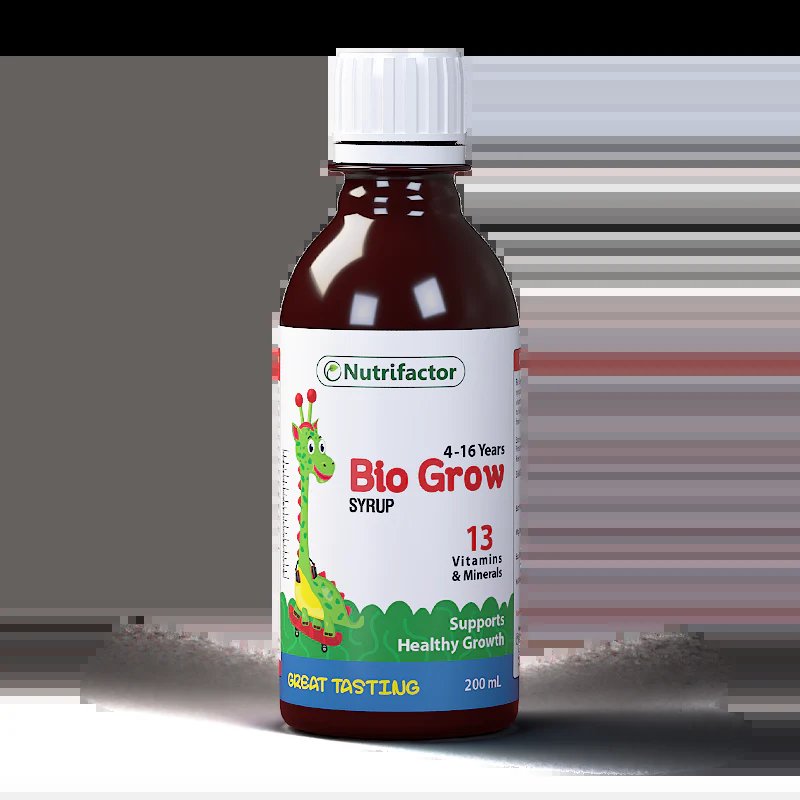 Nutrifactor
4-16 Years
Bio Grow
SYRUP
13
Vitamins
& Minerals
Supports
Healthy Growth
GREAT TASTING
200 mL